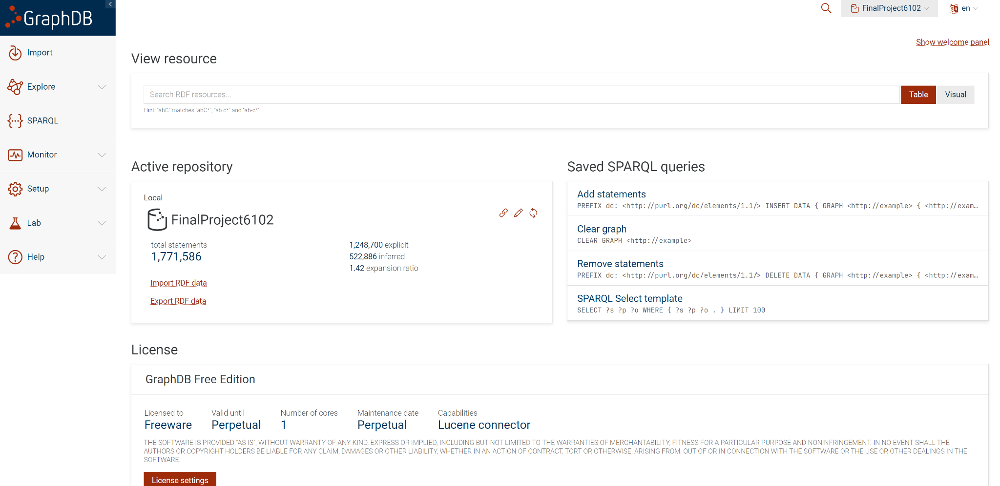 GraphDB
FinalProject6102
en
Show welcome panel
Import
Explore
SPARQL
Monitor
Setup
Lab
Help
View resource
Search RDF resources...
Table
Visual
Hint: "abC" matches "abC*", "ab c*" and "ab-c*"
Active repository
Local
FinalProject6102
total statements
1,771,586
1,248,700 explicit
522,886 inferred
1.42 expansion ratio
Import RDF data
Export RDF data
Saved SPARQL queries
Add statements
PREFIX dc: <http://purl.org/dc/elements/1.1/> INSERT DATA { GRAPH <http://example> { <http://exam…
Clear graph
CLEAR GRAPH <http://example>
Remove statements
PREFIX dc: <http://purl.org/dc/elements/1.1/> DELETE DATA { GRAPH <http://example> { <http://exam…
SPARQL Select template
SELECT ?s ?p ?o WHERE { ?s ?p ?o . } LIMIT 100
License
GraphDB Free Edition
Licensed to
Freeware
Valid until
Perpetual
Number of cores
1
Maintenance date
Perpetual
Capabilities
Lucene connector
THE SOFTWARE IS PROVIDED "AS IS", WITHOUT WARRANTY OF ANY KIND, EXPRESS OR IMPLIED, INCLUDING BUT NOT LIMITED TO THE WARRANTIES OF MERCHANTABILITY, FITNESS FOR A PARTICULAR PURPOSE AND NONINFRINGEMENT. IN NO EVENT SHALL THE
AUTHORS OR COPYRIGHT HOLDERS BE LIABLE FOR ANY CLAIM, DAMAGES OR OTHER LIABILITY, WHETHER IN AN ACTION OF CONTRACT, TORT OR OTHERWISE, ARISING FROM, OUT OF OR IN CONNECTION WITH THE SOFTWARE OR THE USE OR OTHER DEALINGS IN THE
SOFTWARE.
License settings